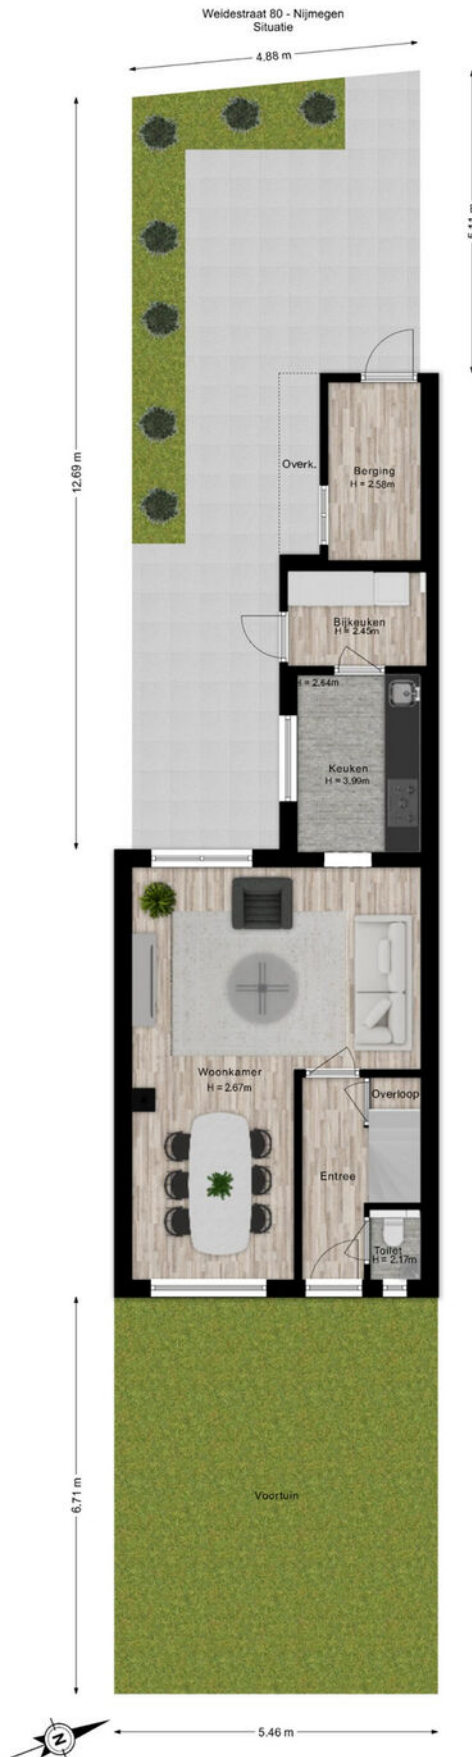 Weidestraat 80 - Nijmegen
Situatie
4.88 m
12.69 m
Overk.
Berging
H = 2.58m
Bijkeuken
H = 2.45m
H = 2.64m
Keuken
H = 3.99m
Woonkamer
H = 2.67m
Overloop
Entree
Toilet
H = 2.17m
6.71 m
Voortuin
N
5.46 m